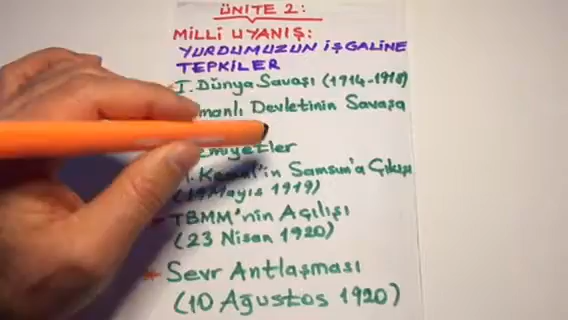 ÜNİTE 2:
MİLLİ UYANIŞ:
YURDUMUZUN İŞGALİNE
TEPKİLER
I. Dünya Savaşı (1914-1918)
manlı Devletinin Savaşa
emiyetler
. Kemal'in Samsun'a Çıkışı
(19 Mayıs 1919)
TBMM'nin Açılışı
(23 Nisan 1920)
* Sevr Antlaşması
(10 Ağustos 1920)